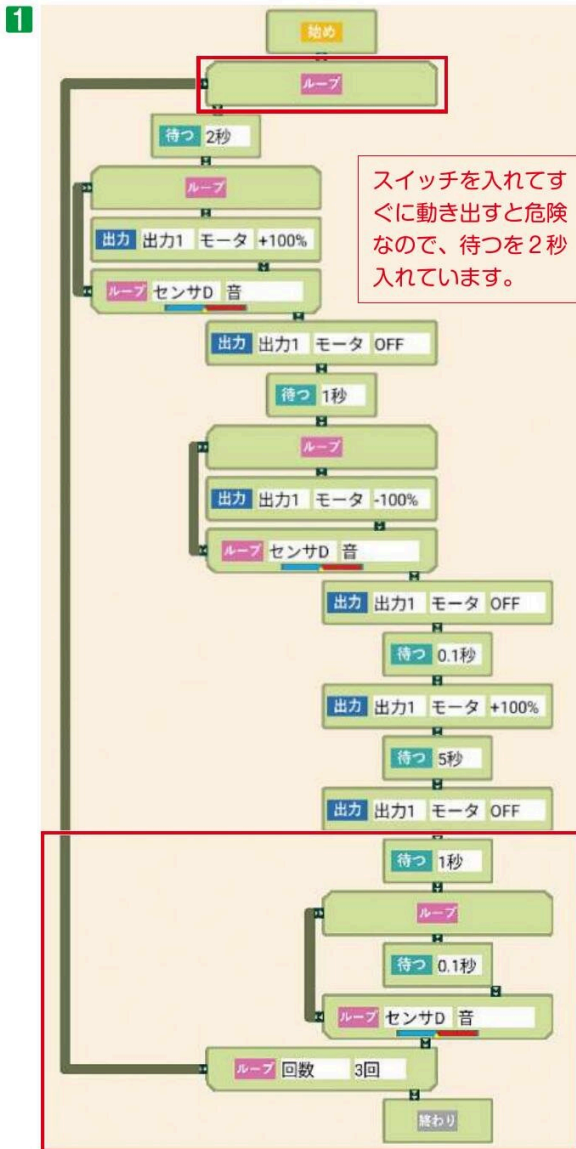 1
始め
ループ
待つ 2秒
ループ
スイッチを入れてす
ぐに動き出すと危険
なので、待つを2秒
入れています。
出力 出力1 モータ +100%
ループ センサD 音
出力 出力1 モータ OFF
待つ 1秒
ループ
出力 出力1 モータ -100%
ループ センサD 音
出力 出力1 モータ OFF
待つ 0.1秒
出力 出力1 モータ +100%
待つ 5秒
出力 出力1 モータ OFF
待つ 1秒
ループ
待つ 0.1秒
ループ センサD 音
ループ 回数 3回
終わり